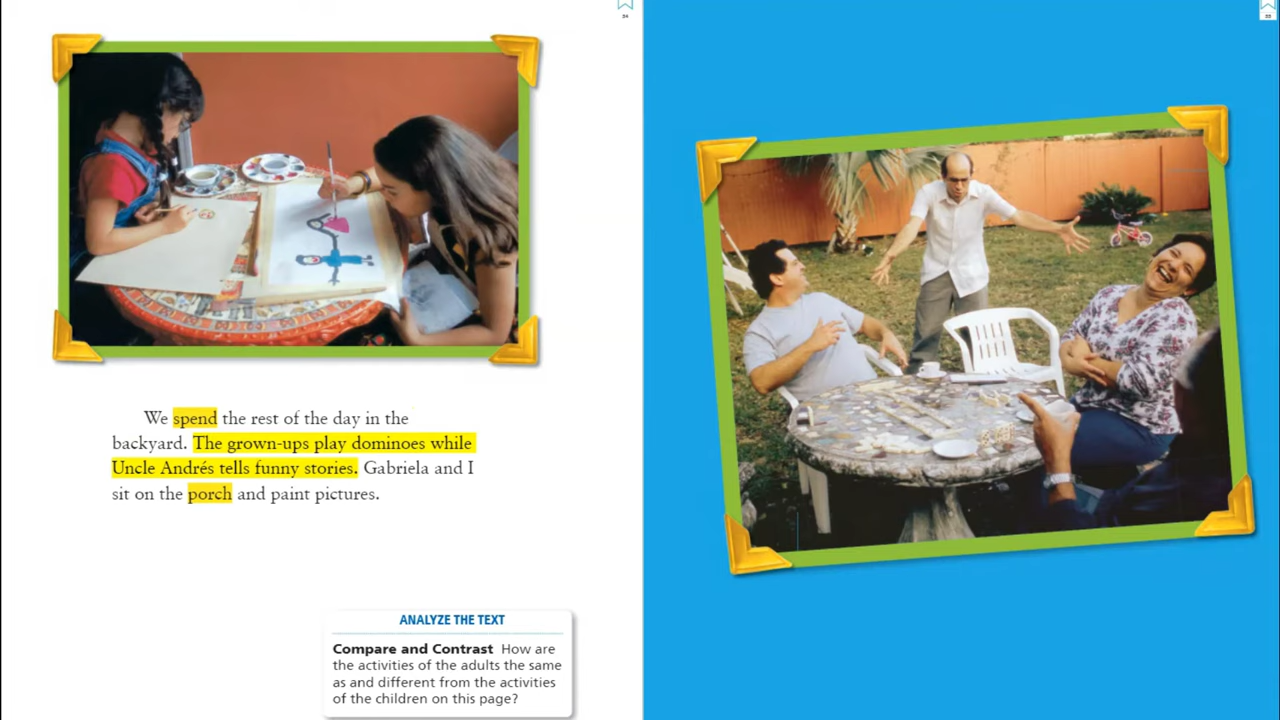 34
We spend the rest of the day in the
backyard. The grown-ups play dominoes while
Uncle Andrés tells funny stories. Gabriela and I
sit on the porch and paint pictures.
ANALYZE THE TEXT
Compare and Contrast How are
the activities of the adults the same
as and different from the activities
of the children on this page?
35